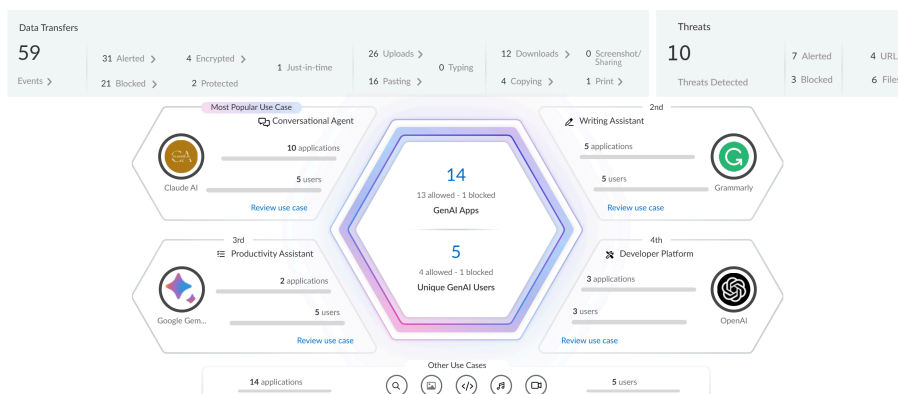 Data Transfers
59
Events >
31 Alerted >
21 Blocked >
4 Encrypted >
2 Protected
1 Just-in-time
26 Uploads >
16 Pasting >
0 Typing
12 Downloads >
4 Copying >
0 Screenshot/
Sharing
1 Print >
Threats
10
Threats Detected
7 Alerted
3 Blocked
4 URL
6 Files
Most Popular Use Case
Conversational Agent
10 applications
5 users
Claude AI
Review use case
2nd
Writing Assistant
5 applications
5 users
Grammarly
Review use case
14
13 allowed - 1 blocked
GenAI Apps
5
4 allowed - 1 blocked
Unique GenAI Users
3rd
Productivity Assistant
2 applications
5 users
Google Gem...
Review use case
4th
Developer Platform
3 applications
3 users
OpenAI
Review use case
Other Use Cases
14 applications
5 users